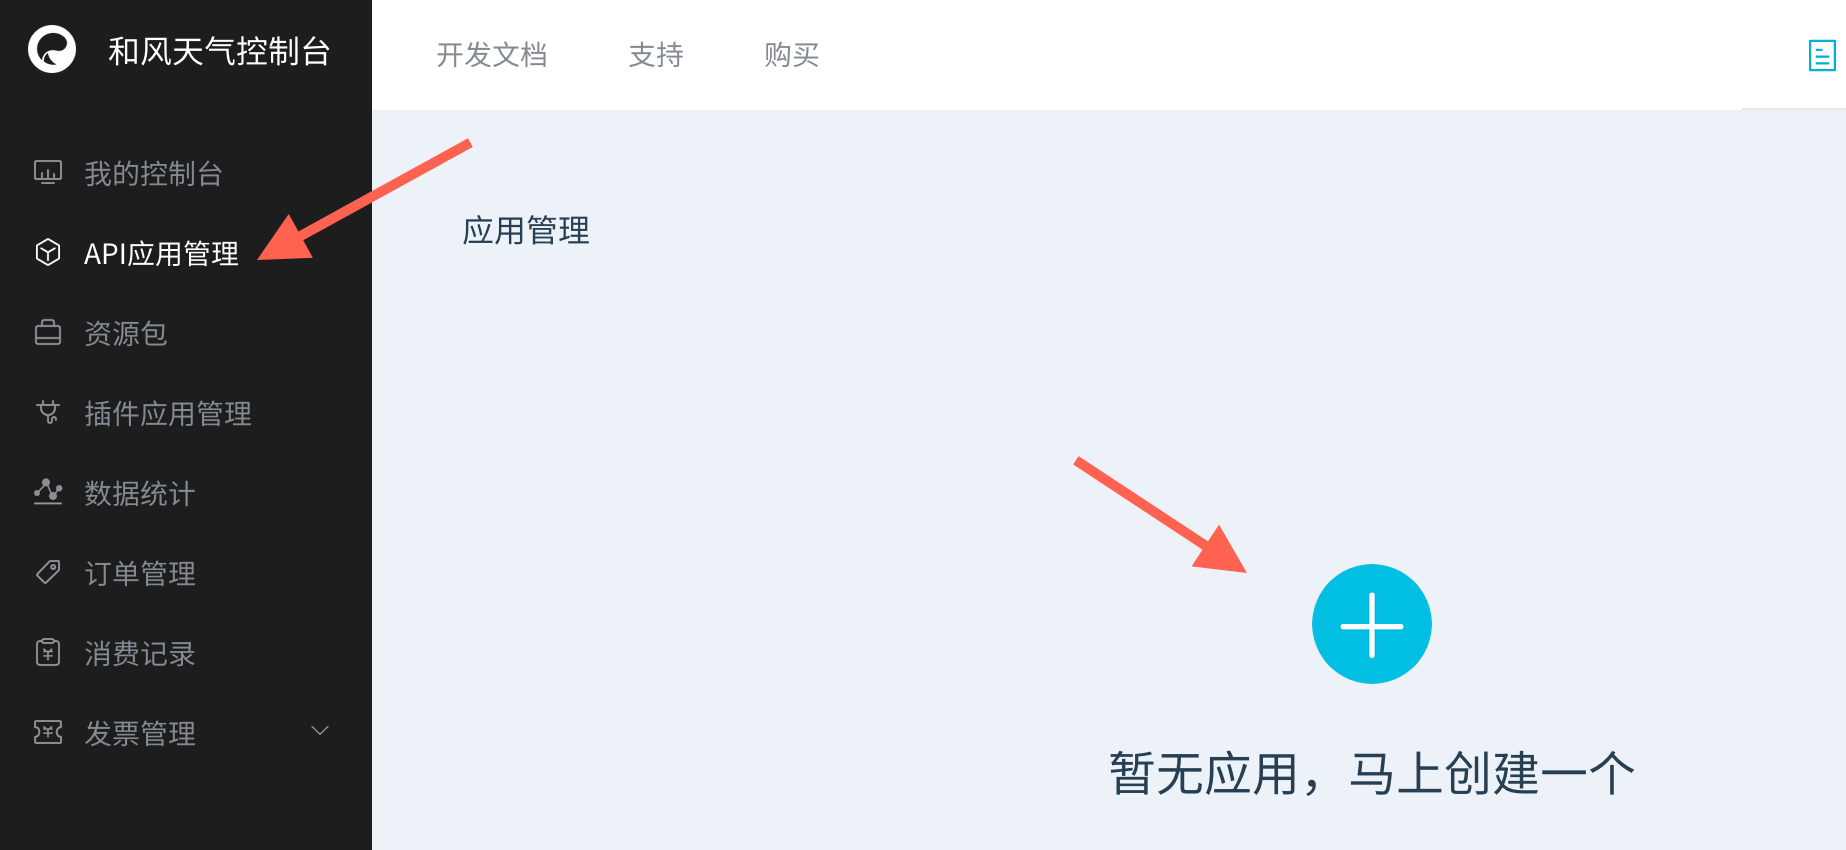 和风天气控制台
开发文档 支持 购买
我的控制台
API应用管理
资源包
插件应用管理
数据统计
订单管理
消费记录
发票管理
应用管理
暂无应用，马上创建一个